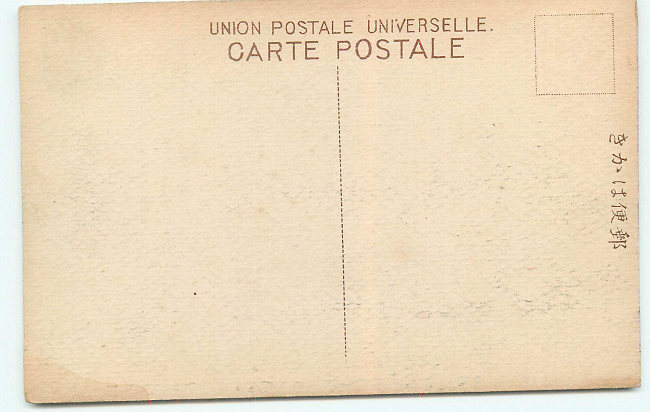 UNION POSTALE UNIVERSELLE.
CARTE POSTALE
きかは便郵